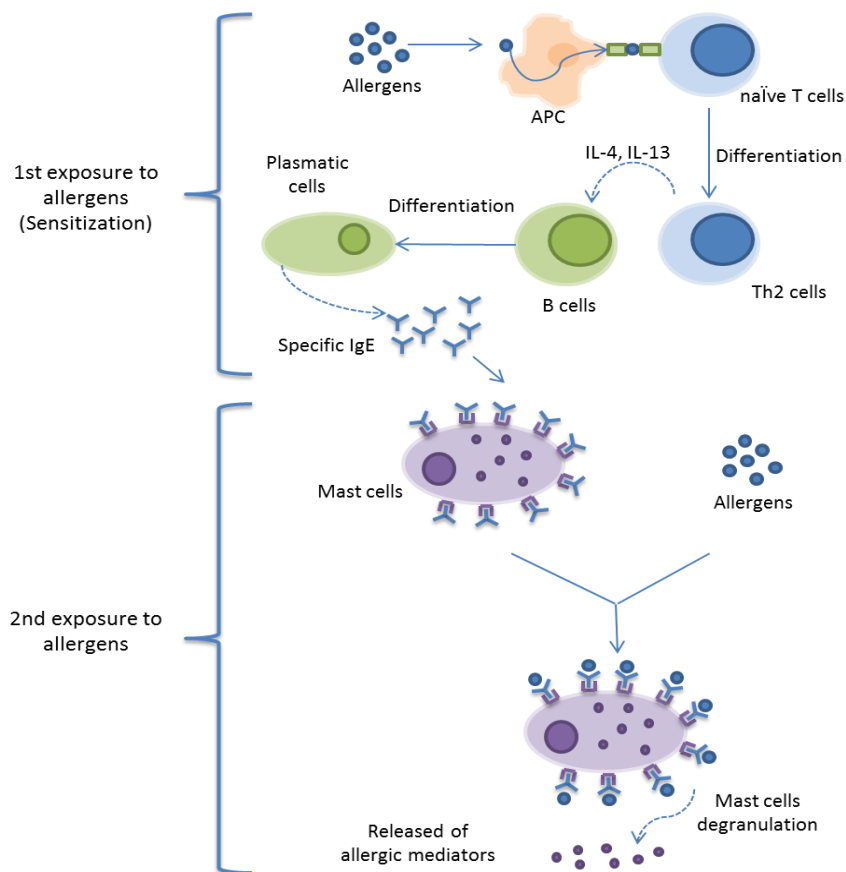 Allergens
APC
naÏve T cells
1st exposure to
allergens
(Sensitization)
Plasmatic
cells
Differentiation
IL-4, IL-13
Differentiation
B cells
Th2 cells
Specific IgE
Mast cells
Allergens
2nd exposure to
allergens
Mast cells
degranulation
Released of
allergic mediators